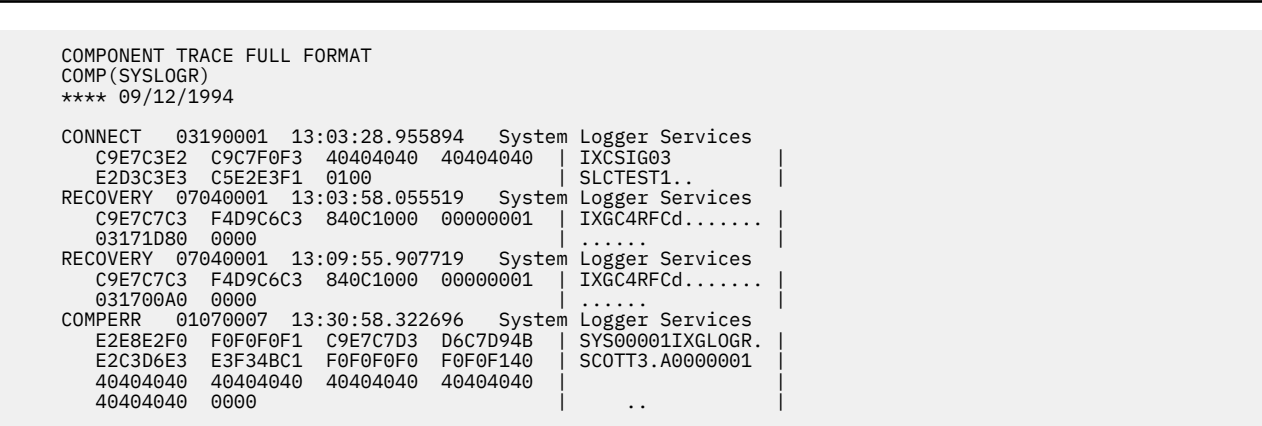 COMPONENT TRACE FULL FORMAT
COMP(SYSLOGR)
**** 09/12/1994
CONNECT   03190001  13:03:28.955894   System Logger Services
   C9E7C3E2  C9C7F0F3  40404040  40404040  | IXCSIG03         |
   E2D3C3E3  C5E2E3F1  0100                | SLCTEST1..       |
RECOVERY  07040001  13:03:58.055519   System Logger Services
   C9E7C7C3  F4D9C6C3  840C1000  00000001  | IXGC4RFCd....... |
   03171D80  0000                          | ......           |
RECOVERY  07040001  13:09:55.907719   System Logger Services
   C9E7C7C3  F4D9C6C3  840C1000  00000001  | IXGC4RFCd....... |
   031700A0  0000                          | ......           |
COMPERR   01070007  13:30:58.322696   System Logger Services
   E2E8E2F0  F0F0F0F1  C9E7C7D3  D6C7D94B  | SYS00001IXGLOGR. |
   E2C3D6E3  E3F34BC1  F0F0F0F0  F0F0F140  | SCOTT3.A0000001  |
   40404040  40404040  40404040  40404040  |                  |
   40404040  0000                          |     ..           |